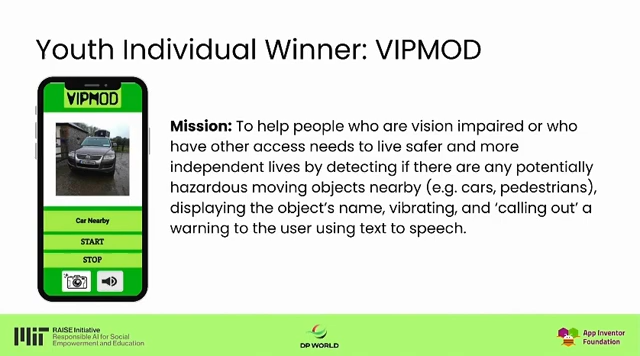 Youth Individual Winner: VIPMOD
VIPMOD
Car Nearby
START
STOP
Mission: To help people who are vision impaired or who
have other access needs to live safer and more
independent lives by detecting if there are any potentially
hazardous moving objects nearby (e.g. cars, pedestrians),
displaying the object's name, vibrating, and ‘calling out’ a
warning to the user using text to speech.
MIT
RAISE Initiative
Responsible AI for Social
Empowerment and Education
DP WORLD
App Inventor
Foundation